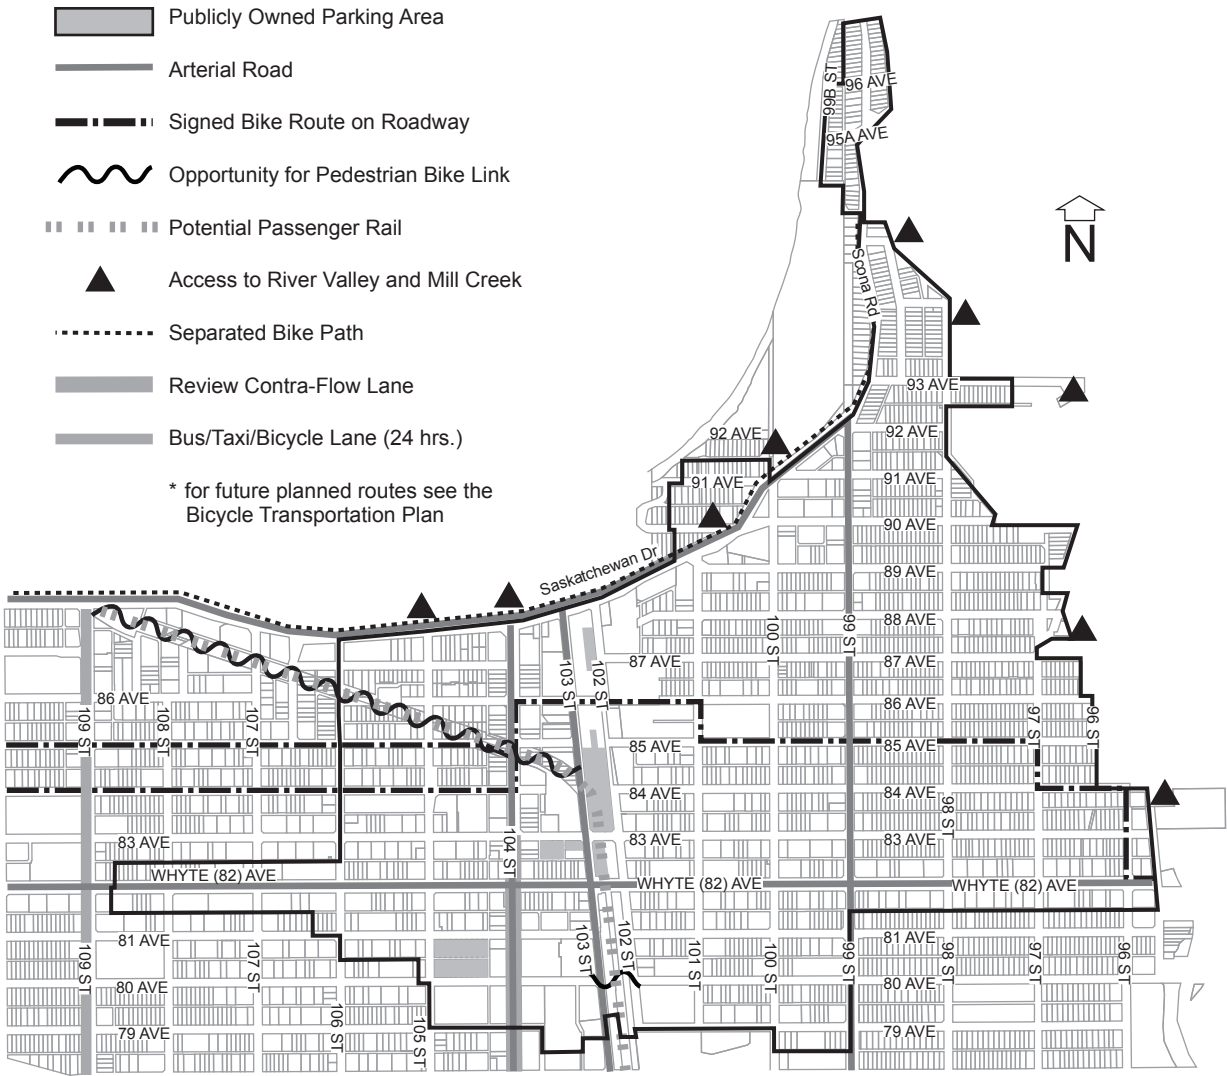 Publicly Owned Parking Area
Arterial Road
Signed Bike Route on Roadway
Opportunity for Pedestrian Bike Link
Potential Passenger Rail
Access to River Valley and Mill Creek
Separated Bike Path
Review Contra-Flow Lane
Bus/Taxi/Bicycle Lane (24 hrs.)
* for future planned routes see the
Bicycle Transportation Plan
N
99B ST
96 AVE
95A AVE
Scona Rd
93 AVE
92 AVE
92 AVE
91 AVE
91 AVE
90 AVE
Saskatchewan Dr
89 AVE
88 AVE
100 ST
99 ST
87 AVE
87 AVE
103 ST
102 ST
86 AVE
86 AVE
109 ST
108 ST
107 ST
97 ST
96 ST
85 AVE
85 AVE
84 AVE
84 AVE
98 ST
83 AVE
104 ST
83 AVE
83 AVE
WHYTE (82) AVE
WHYTE (82) AVE
WHYTE (82) AVE
81 AVE
81 AVE
109 ST
107 ST
103 ST
102 ST
101 ST
100 ST
99 ST
98 ST
97 ST
96 ST
80 AVE
80 AVE
106 ST
105 ST
79 AVE
79 AVE